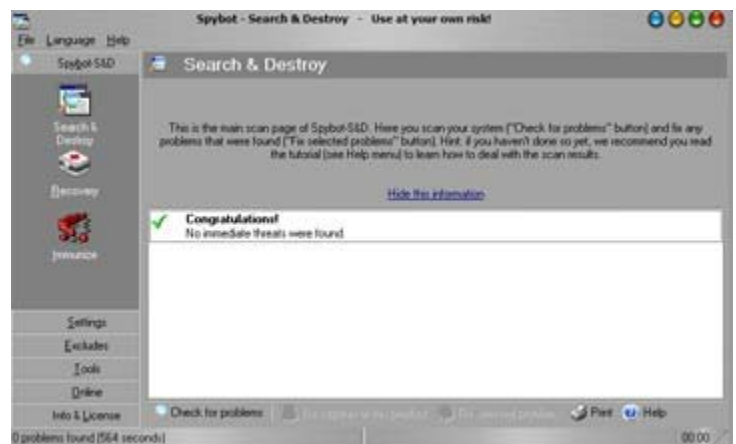 Spybot - Search & Destroy - Use at your own risk!
File Language Help
Spybot-S&D
Search & Destroy
Search &
Destroy
Recovery
Immunize
Settings
Excludes
Tools
Online
Info & License
This is the main scan page of Spybot-S&D. Here you scan your system ("Check for problems" button) and fix any
problems that were found ("Fix selected problems" button). Hint: if you haven't done so yet, we recommend you read
the tutorial (see Help menu) to learn how to deal with the scan results.
Hide this information
Congratulations!
No immediate threats were found.
Check for problems
Print Help
0 problems found (564 seconds)
00:00